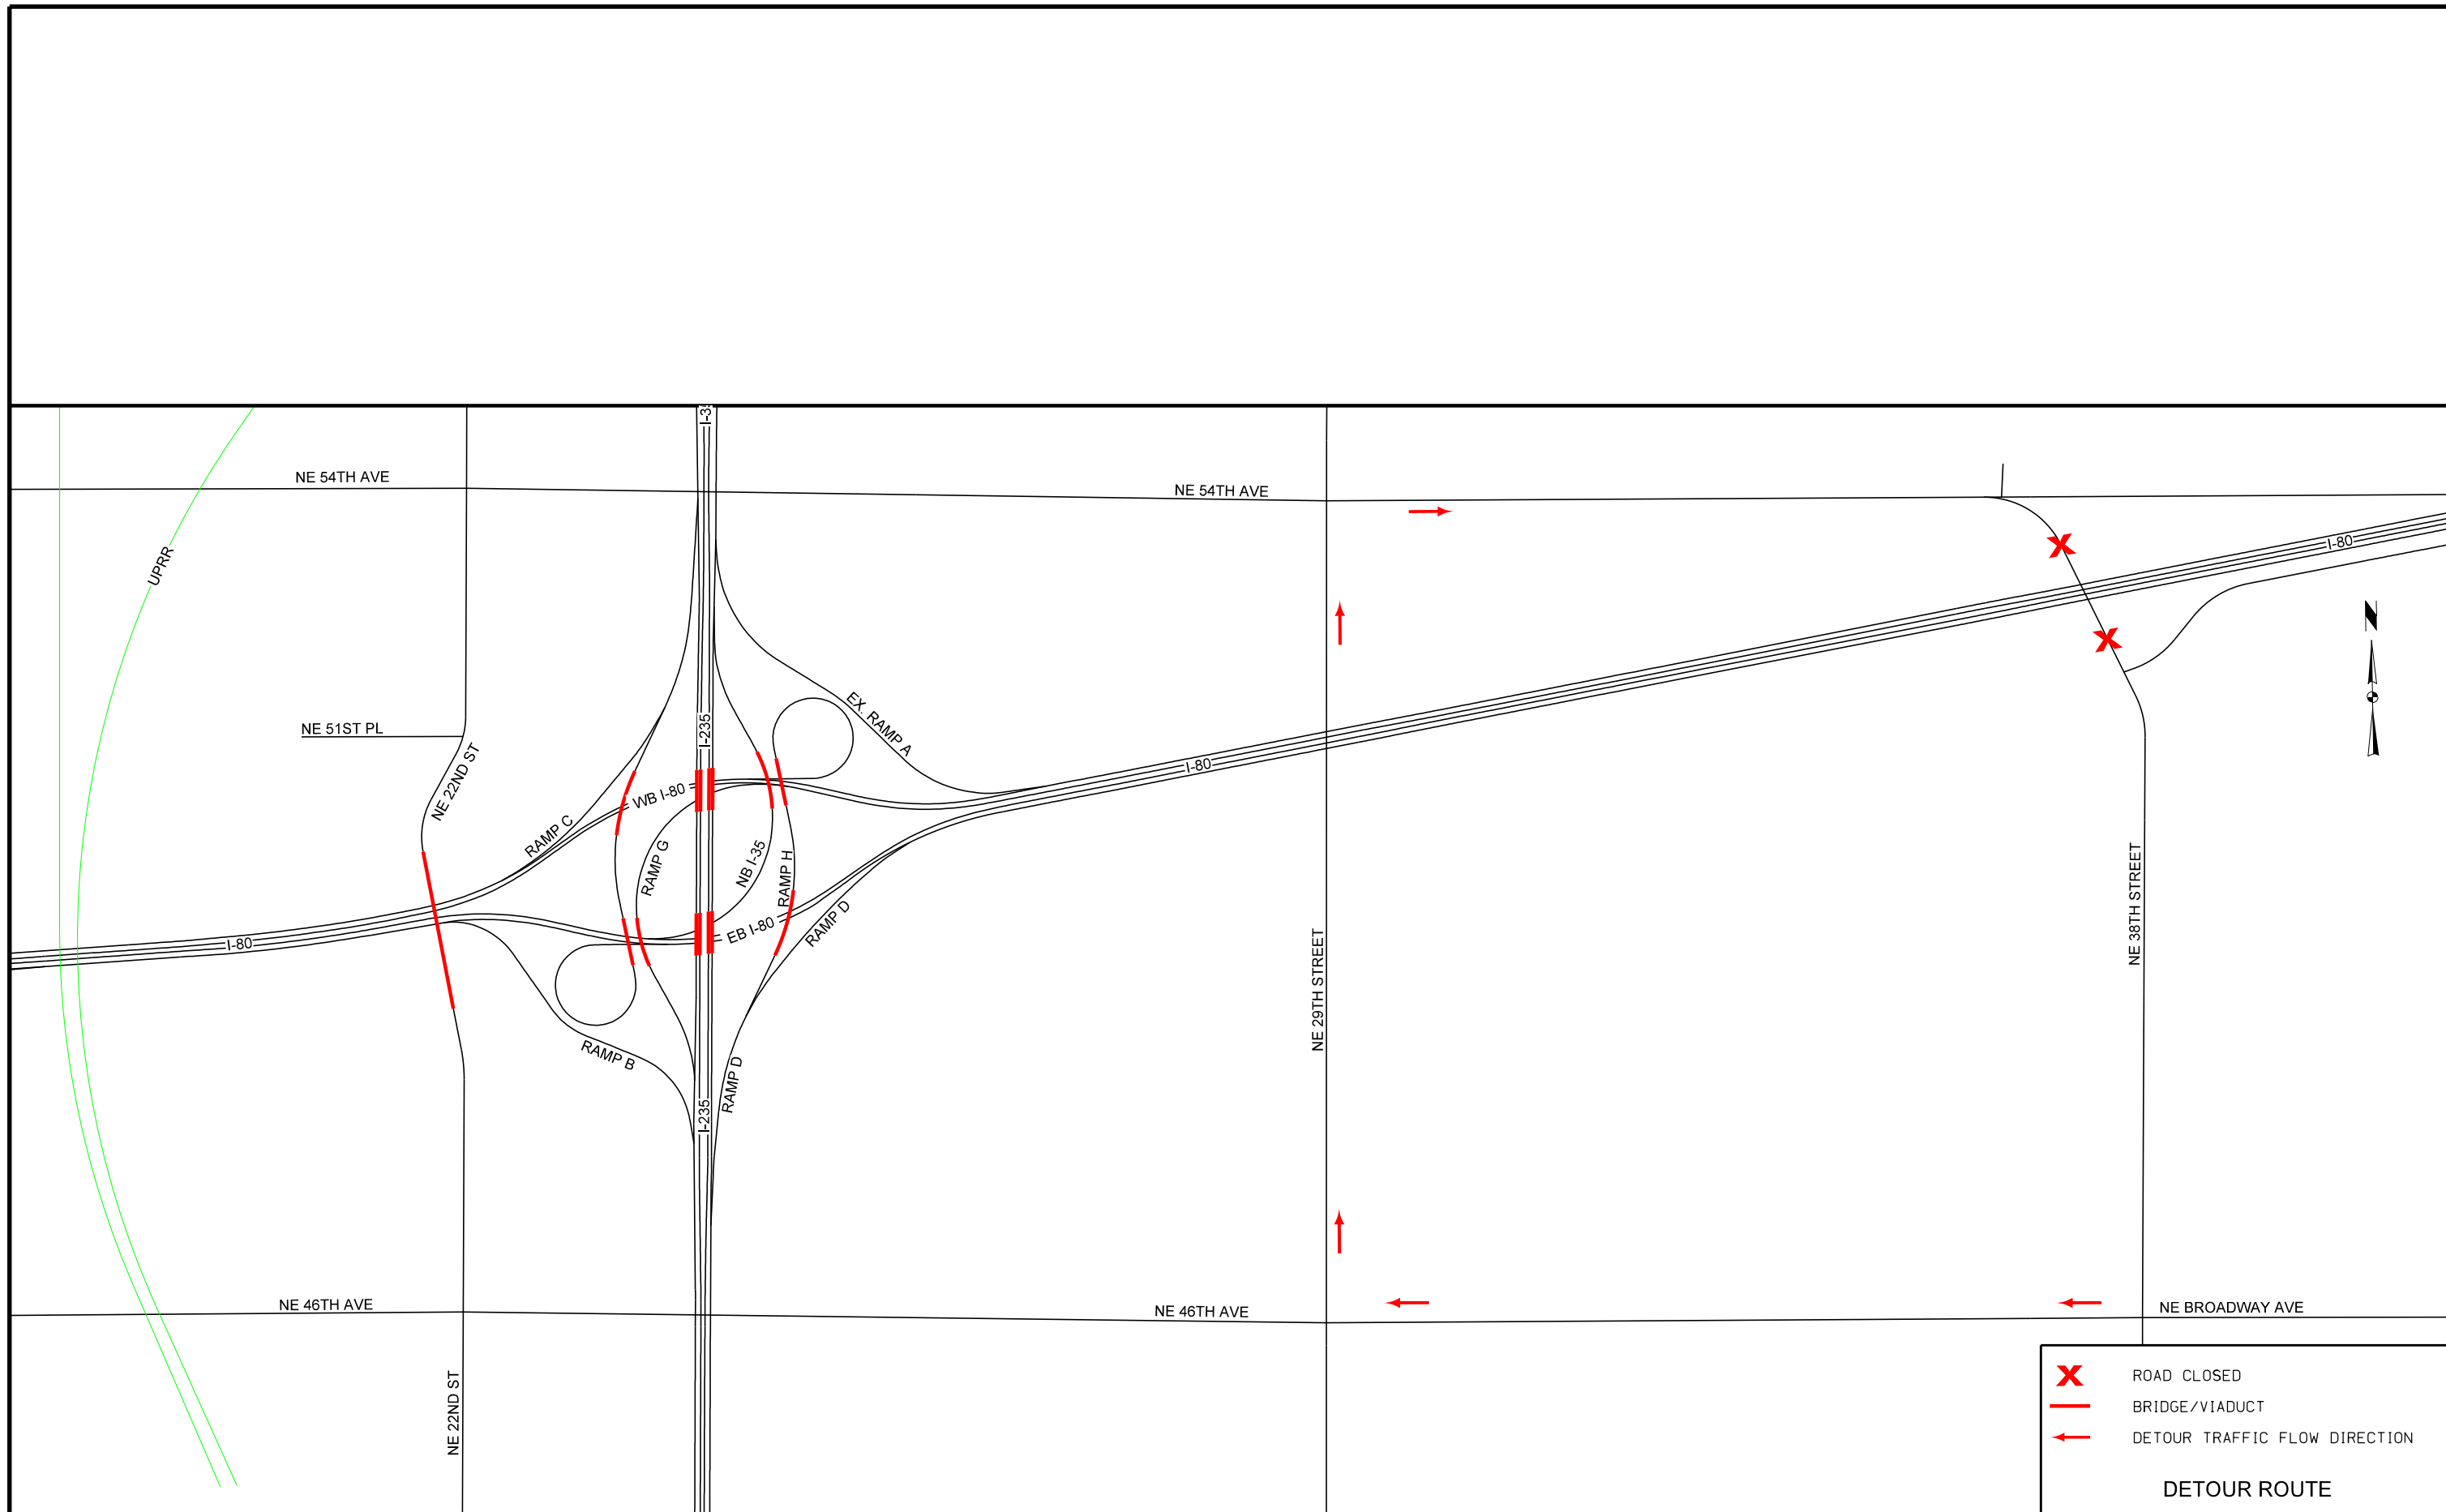 I-3
NE 54TH AVE
NE 54TH AVE
UPRR
I-80
N
NE 51ST PL
I-235
EX. RAMP A
NE 22ND ST
WB I-80
I-80
RAMP C
RAMP G
NB I-35
RAMP H
NE 38TH STREET
RAMP D
EB I-80
I-80
NE 29TH STREET
RAMP B
RAMP D
I-235
NE 46TH AVE
NE 46TH AVE
NE BROADWAY AVE
NE 22ND ST
ROAD CLOSED
BRIDGE/VIADUCT
DETOUR TRAFFIC FLOW DIRECTION
DETOUR ROUTE